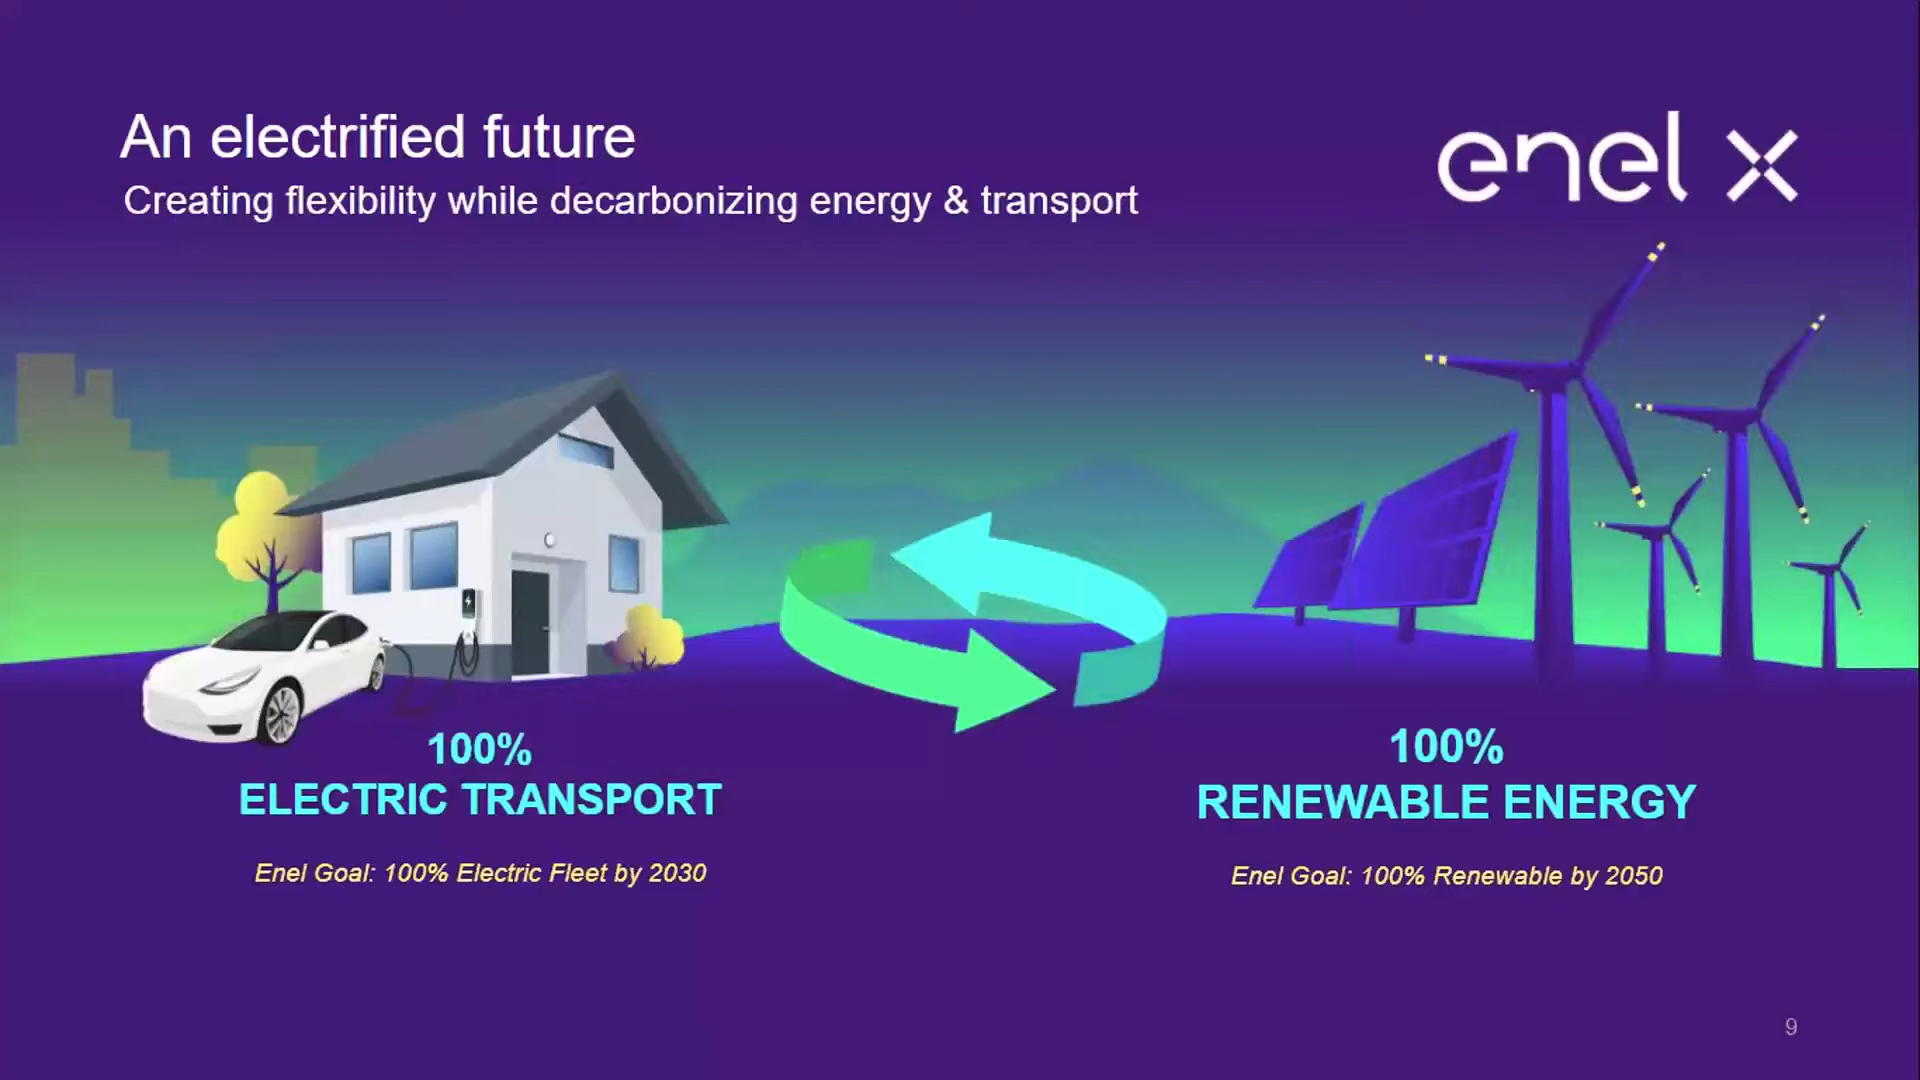 An electrified future
Creating flexibility while decarbonizing energy & transport
enel x
100%
ELECTRIC TRANSPORT
Enel Goal: 100% Electric Fleet by 2030
100%
RENEWABLE ENERGY
Enel Goal: 100% Renewable by 2050
9